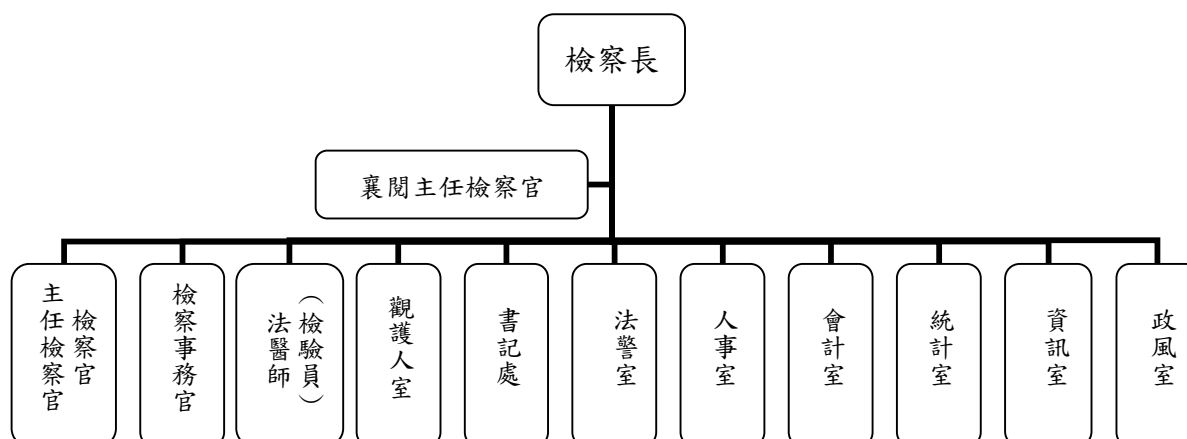 檢察長
襄閱主任檢察官
檢察官
主任檢察官
檢察事務官
（檢驗員）
法醫師
觀護人室
書記處
法警室
人事室
會計室
統計室
資訊室
政風室